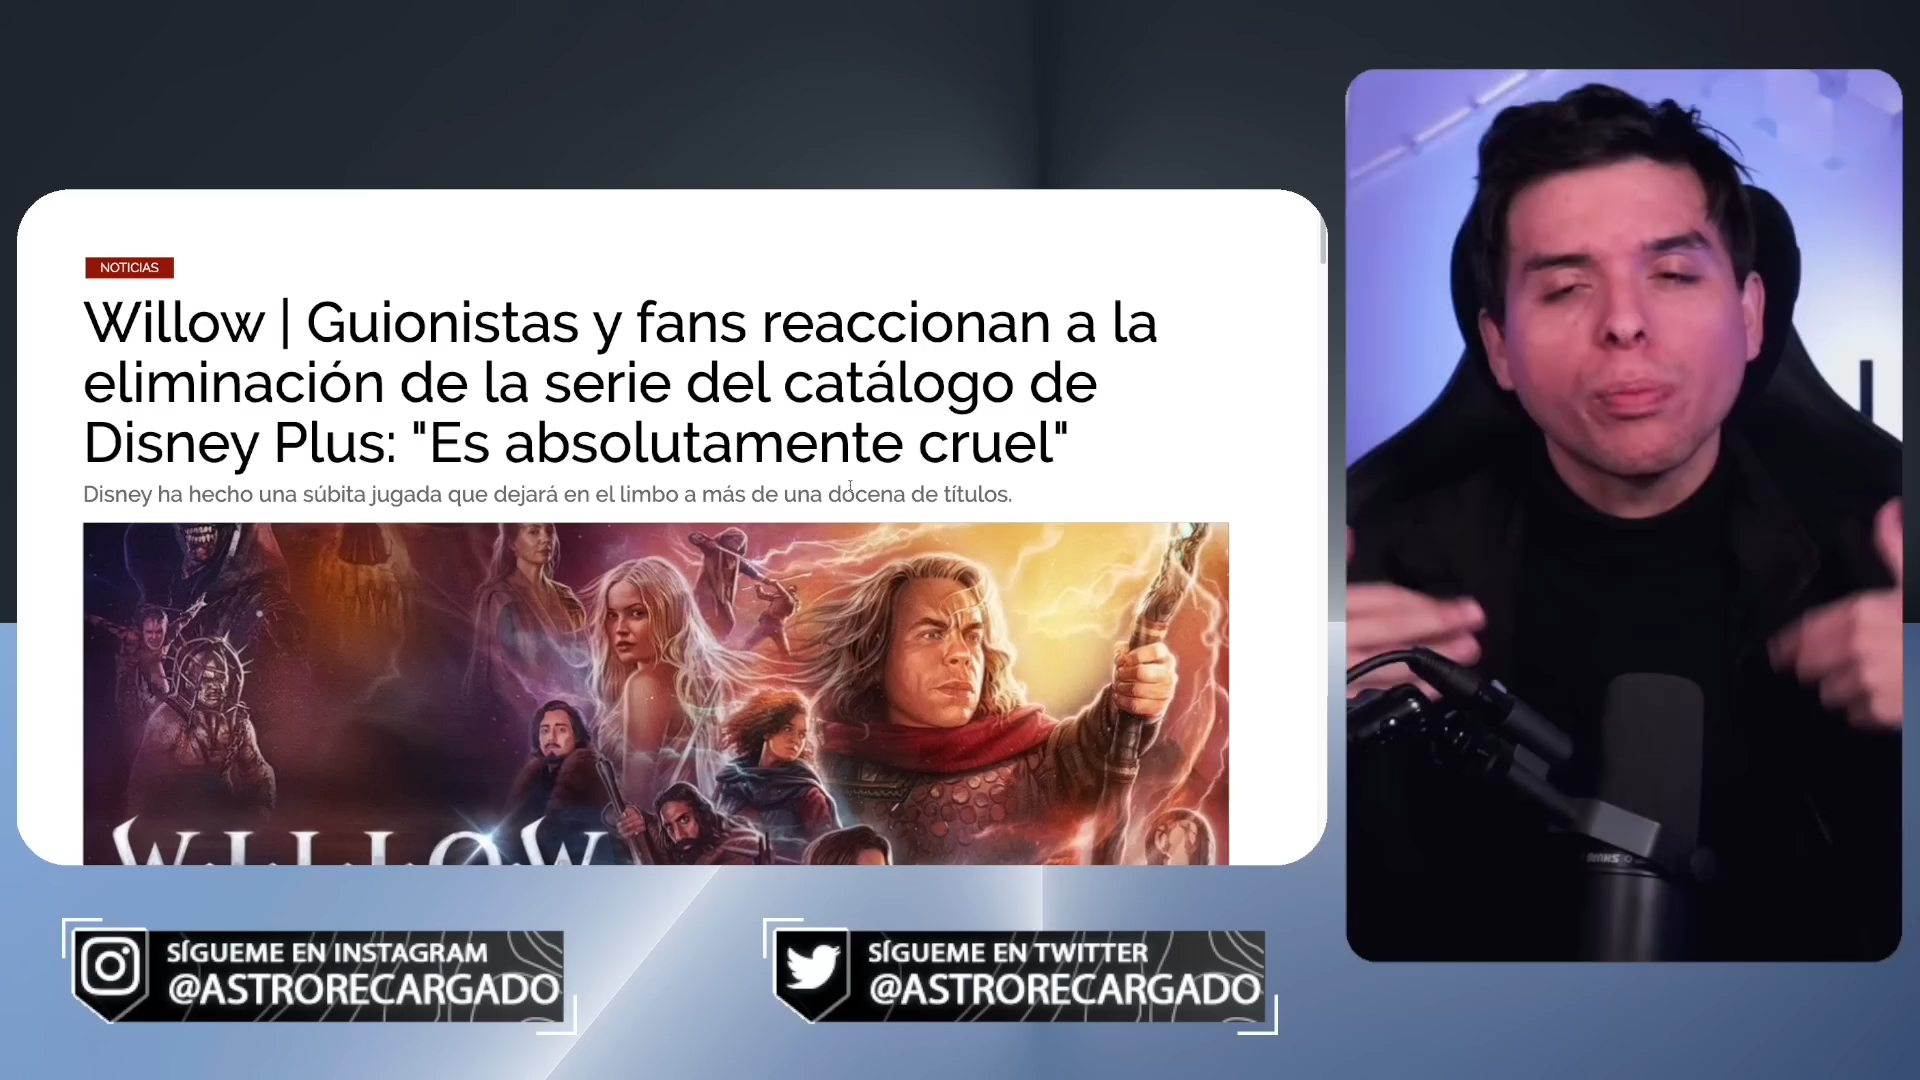 NOTICIAS
Willow | Guionistas y fans reaccionan a la
eliminación de la serie del catálogo de
Disney Plus: "Es absolutamente cruel"
Disney ha hecho una súbita jugada que dejará en el limbo a más de una docena de títulos.
WILLOW
SÍGUEME EN INSTAGRAM
@ASTRORECARGADO
SÍGUEME EN TWITTER
@ASTRORECARGADO